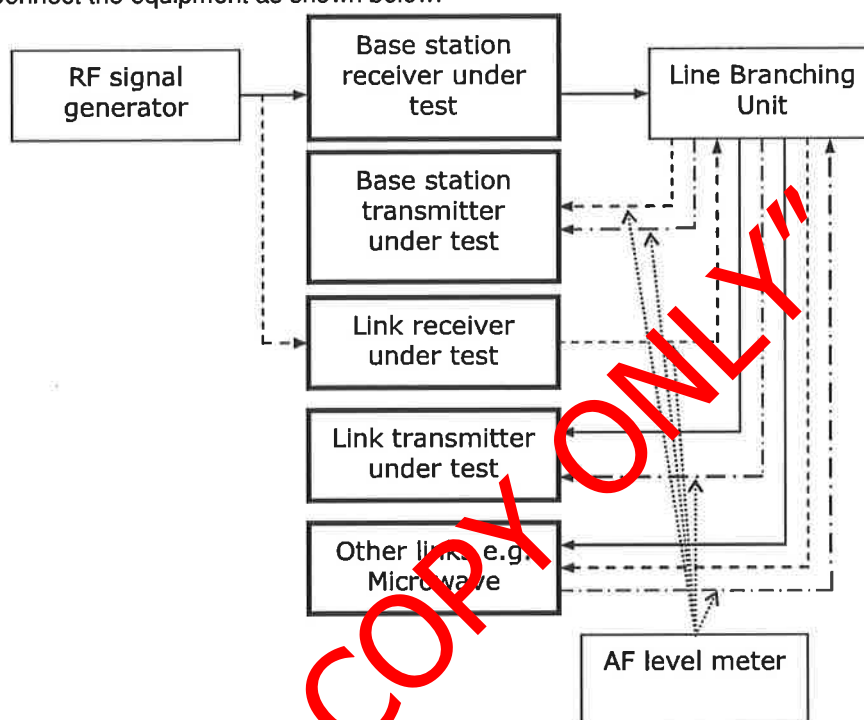 connect the equipment as shown below
RF signal
generator
Base station
receiver under
test
Line Branching
Unit
Base station
transmitter
under test
Link receiver
under test
Link transmitter
under test
Other links e.g.
Microwave
AF level meter
COPY ONLY"